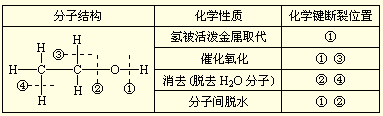 分子结构 化学性质 化学键断裂位置
氢被活泼金属取代 ①
催化氧化 ① ③
消去(脱去H₂O分子) ② ④
分子间脱水 ① ②
H H
③
H—C—C—O—H
④ H H ② ①